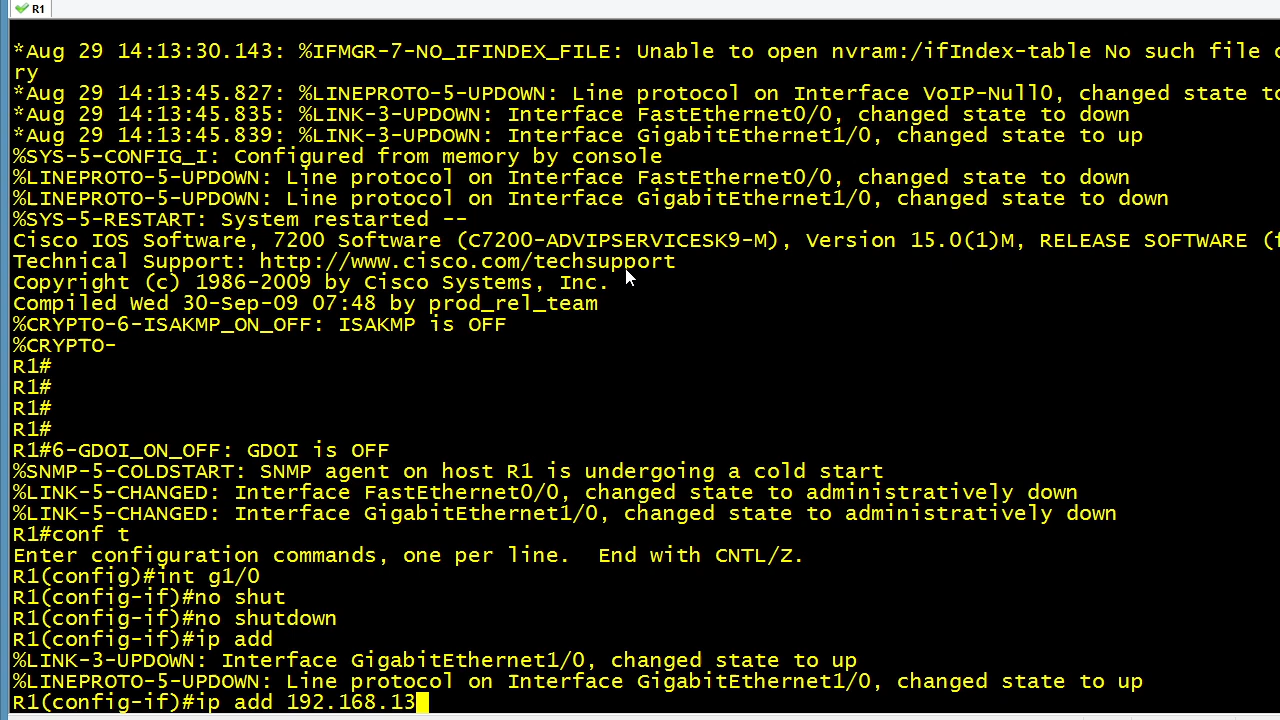 R1
*Aug 29 14:13:30.143: %IFMGR-7-NO_IFINDEX_FILE: Unable to open nvram:/ifIndex-table No such file
ry
*Aug 29 14:13:45.827: %LINEPROTO-5-UPDOWN: Line protocol on Interface VoIP-Null0, changed state to
*Aug 29 14:13:45.835: %LINK-3-UPDOWN: Interface FastEthernet0/0, changed state to down
*Aug 29 14:13:45.839: %LINK-3-UPDOWN: Interface GigabitEthernet1/0, changed state to up
%SYS-5-CONFIG_I: Configured from memory by console
%LINEPROTO-5-UPDOWN: Line protocol on Interface FastEthernet0/0, changed state to down
%LINEPROTO-5-UPDOWN: Line protocol on Interface GigabitEthernet1/0, changed state to down
%SYS-5-RESTART: System restarted --
Cisco IOS Software, 7200 Software (C7200-ADVIPSERVICESK9-M), Version 15.0(1)M, RELEASE SOFTWARE (f
Technical Support: http://www.cisco.com/techsupport
Copyright (c) 1986-2009 by Cisco Systems, Inc.
Compiled Wed 30-Sep-09 07:48 by prod_rel_team
%CRYPTO-6-ISAKMP_ON_OFF: ISAKMP is OFF
%CRYPTO-
R1#
R1#
R1#
R1#
R1#6-GDOI_ON_OFF: GDOI is OFF
%SNMP-5-COLDSTART: SNMP agent on host R1 is undergoing a cold start
%LINK-5-CHANGED: Interface FastEthernet0/0, changed state to administratively down
%LINK-5-CHANGED: Interface GigabitEthernet1/0, changed state to administratively down
R1#conf t
Enter configuration commands, one per line.  End with CNTL/Z.
R1(config)#int g1/0
R1(config-if)#no shut
R1(config-if)#no shutdown
R1(config-if)#ip add
%LINK-3-UPDOWN: Interface GigabitEthernet1/0, changed state to up
%LINEPROTO-5-UPDOWN: Line protocol on Interface GigabitEthernet1/0, changed state to up
R1(config-if)#ip add 192.168.13